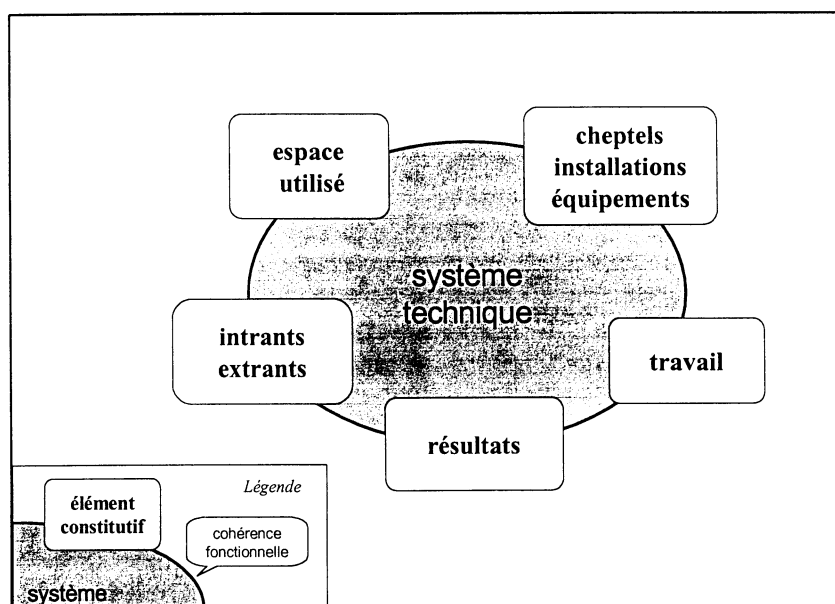 espace
utilisé
cheptels
installations
équipements
système
technique
intrants
extrants
travail
résultats
Légende
élément
constitutif
cohérence
fonctionnelle
système